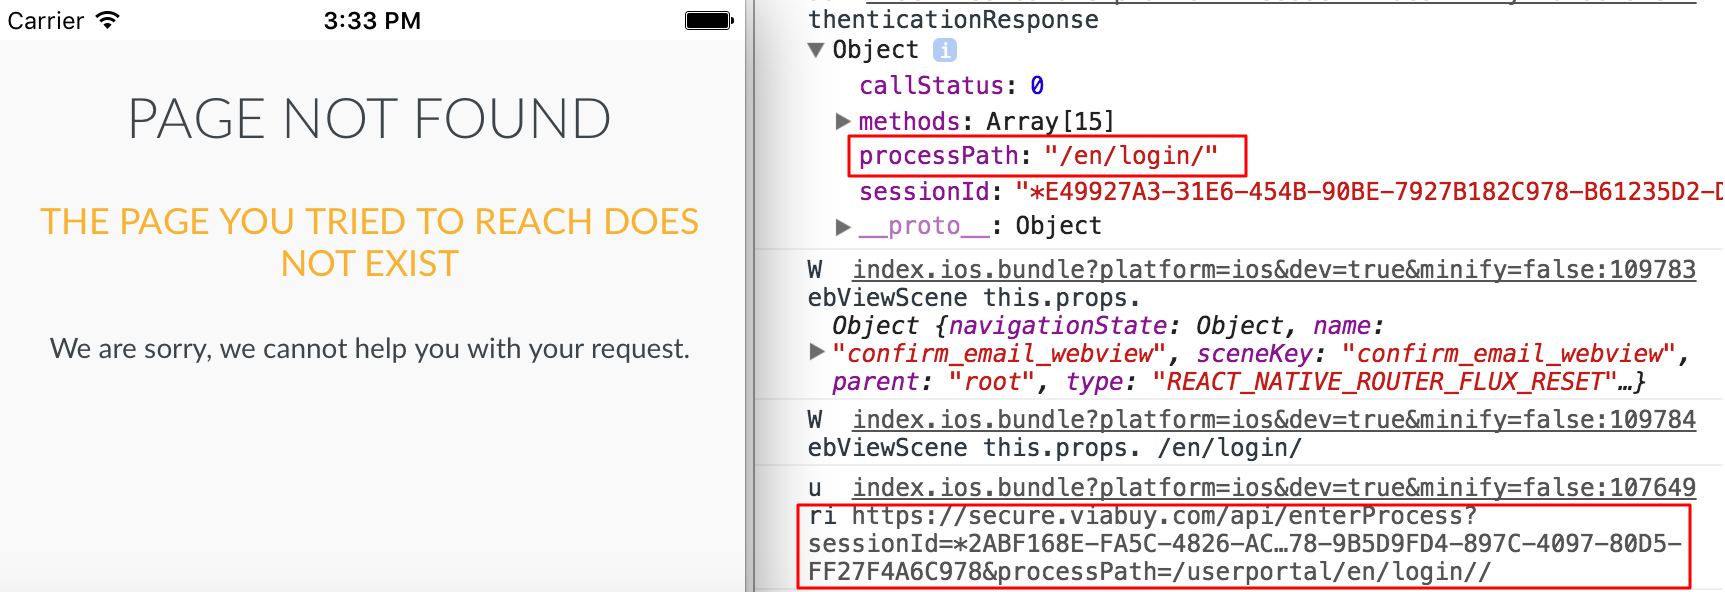 Carrier 3:33 PM
PAGE NOT FOUND
THE PAGE YOU TRIED TO REACH DOES
NOT EXIST
We are sorry, we cannot help you with your request.
thenticationResponse
▼ Object i
callStatus: 0
▶ methods: Array[15]
processPath: "/en/login/"
sessionId: "*E49927A3-31E6-454B-90BE-7927B182C978-B61235D2-D
▶ __proto__: Object
W index.ios.bundle?platform=ios&dev=true&minify=false:109783
ebViewScene this.props.
Object {navigationState: Object, name:
▶ "confirm_email_webview", sceneKey: "confirm_email_webview",
parent: "root", type: "REACT_NATIVE_ROUTER_FLUX_RESET"…}
W index.ios.bundle?platform=ios&dev=true&minify=false:109784
ebViewScene this.props. /en/login/
u index.ios.bundle?platform=ios&dev=true&minify=false:107649
ri https://secure.viabuy.com/api/enterProcess?
sessionId=*2ABF168E-FA5C-4826-AC…78-9B5D9FD4-897C-4097-80D5-
FF27F4A6C978&processPath=/userportal/en/login//